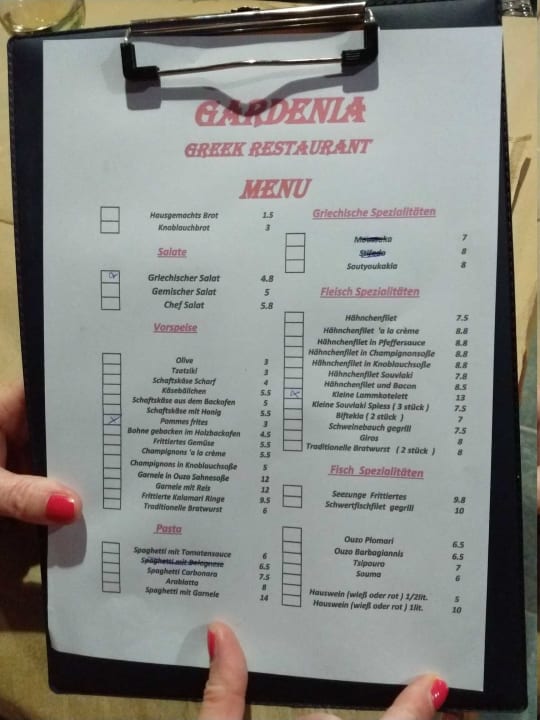 GARDENIA
GREEK RESTAURANT
MENU
Hausgemachts Brot 1.5
Knoblauchbrot 3
Salate
Griechischer Salat 4.8
Gemischer Salat 5
Chef Salat 5.8
Vorspeise
Olive 3
Tzatziki 3
Schaftskäse Scharf 4
Käsebällchen 5.5
Schaftskäse aus dem Backofen 5
Schaftskäse mit Honig 5.5
Pommes frites 3
Bohne gebacken im Holzbackofen 4.5
Frittiertes Gemüse 5.5
Champignons 'a la crème 5.5
Champignons in Knoblauchsoße 5
Garnele in Ouzo Sahnesoße 12
Garnele mit Reis 12
Frittierte Kalamari Ringe 9.5
Traditionelle Bratwurst 6
Pasta
Spaghetti mit Tomatensauce 6
Spaghetti mit Bolognese 6.5
Spaghetti Carbonara 7.5
Arabiatta 8
Spaghetti mit Garnele 14
Griechische Spezialitäten
Moussaka 7
Stifado 8
Soutyoukakia 8
Fleisch Spezialitäten
Hähnchenfilet 7.5
Hähnchenfilet 'a la crème 8.8
Hähnchenfilet in Pfeffersauce 8.8
Hähnchenfilet in Champignonsoße 8.8
Hähnchenfilet in Knoblauchsoße 8.8
Hähnchenfilet Souvlaki 7.8
Hähnchenfilet und Bacon 8.5
Kleine Lammkotelett 13
Kleine Souvlaki Spiess ( 3 stück ) 7.5
Biftekia ( 2 stück ) 7
Schweinebauch gegrill 7.5
Giros 8
Traditionelle Bratwurst ( 2 stück ) 8
Fisch Spezialitäten
Seezunge Frittiertes 9.8
Schwertfischfilet gegrill 10
Ouzo Plomari 6.5
Ouzo Barbagiannis 6.5
Tsipouro 7
Souma 6
Hauswein (wieß oder rot ) 1/2lit. 5
Hauswein (wieß oder rot ) 1lit. 10